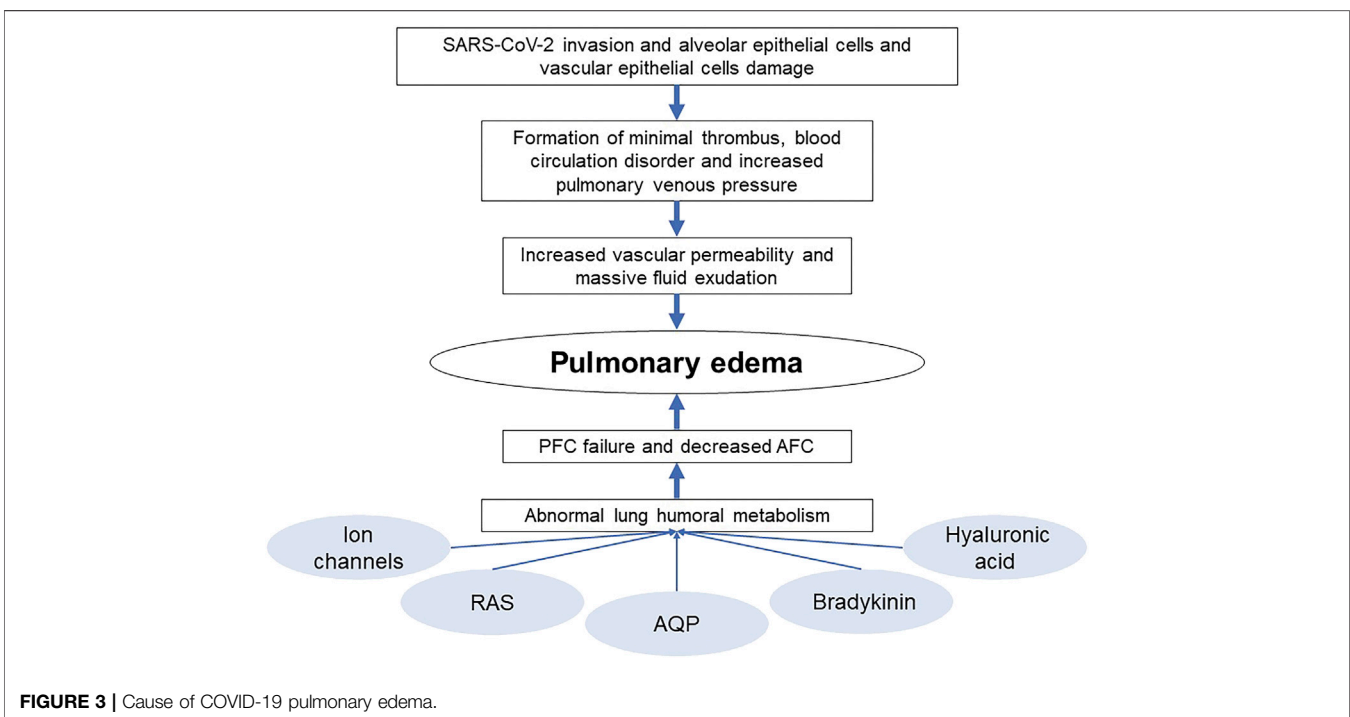 SARS-CoV-2 invasion and alveolar epithelial cells and
vascular epithelial cells damage
Formation of minimal thrombus, blood
circulation disorder and increased
pulmonary venous pressure
Increased vascular permeability and
massive fluid exudation
Pulmonary edema
PFC failure and decreased AFC
Abnormal lung humoral metabolism
Ion
channels
RAS
AQP
Bradykinin
Hyaluronic
acid
FIGURE 3 | Cause of COVID-19 pulmonary edema.